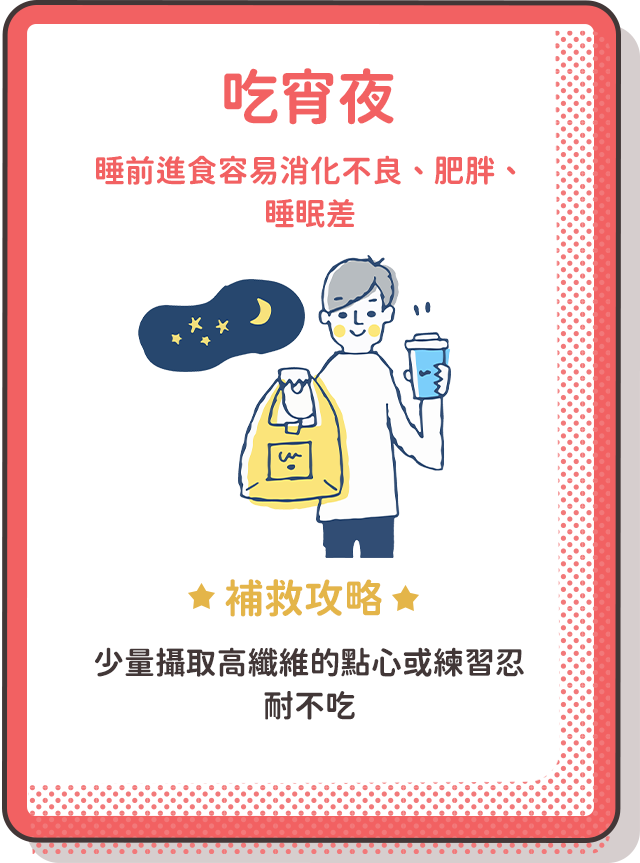 吃宵夜
睡前進食容易消化不良、肥胖、
睡眠差
補救攻略
少量攝取高纖維的點心或練習忍
耐不吃